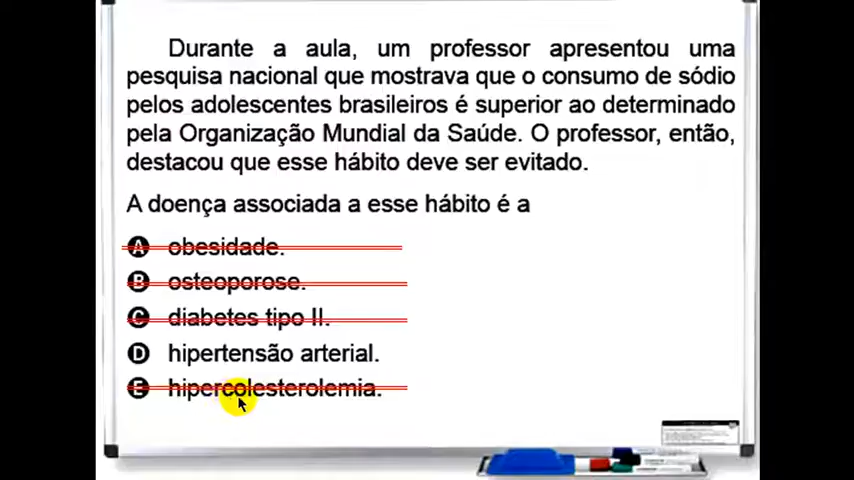 Durante a aula, um professor apresentou uma
pesquisa nacional que mostrava que o consumo de sódio
pelos adolescentes brasileiros é superior ao determinado
pela Organização Mundial da Saúde. O professor, então,
destacou que esse hábito deve ser evitado.
A doença associada a esse hábito é a
A obesidade.
B osteoporose.
C diabetes tipo II.
D hipertensão arterial.
E hipercolesterolemia.